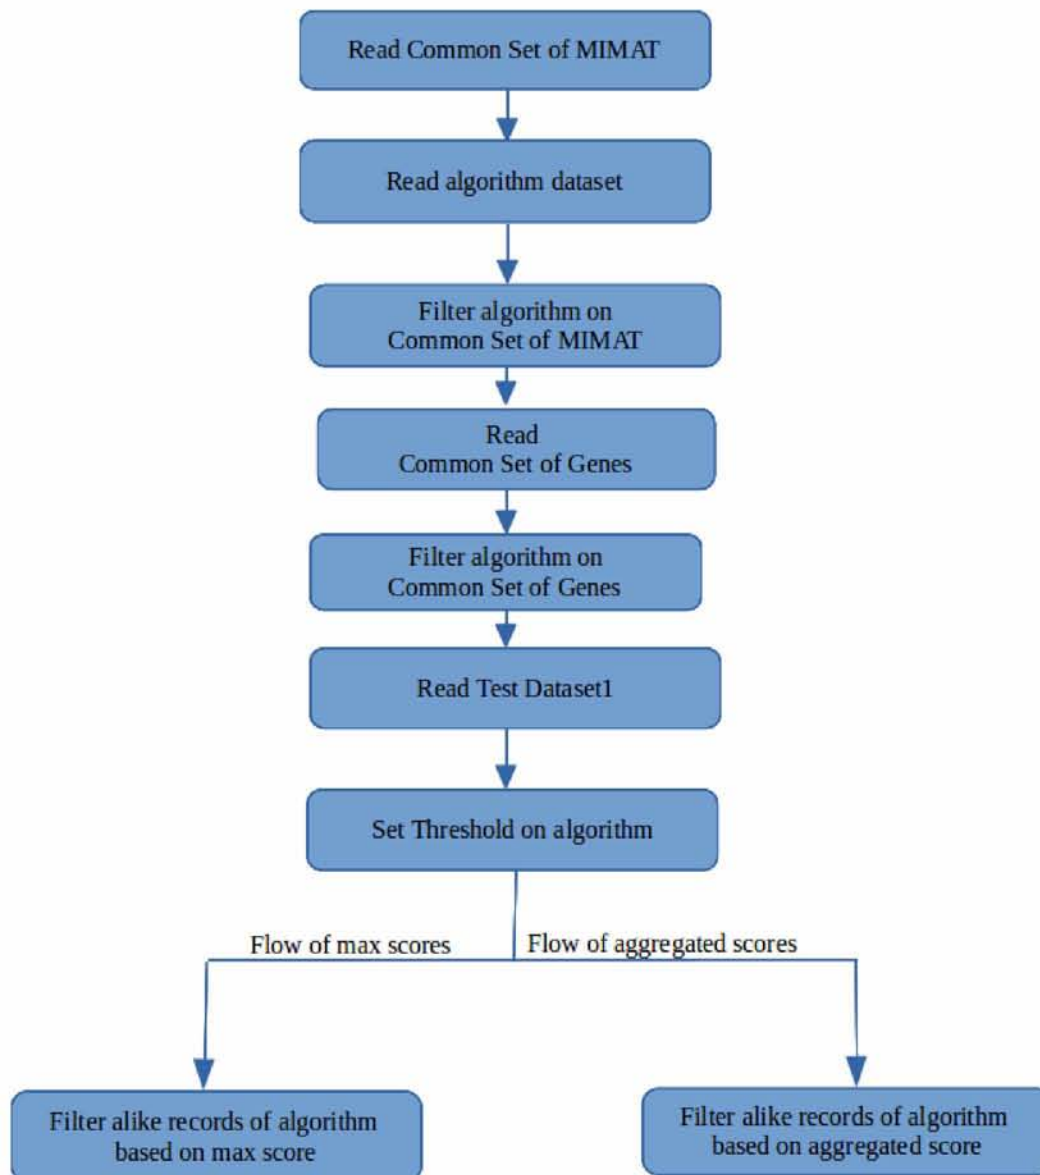 Read Common Set of MIMAT
Read algorithm dataset
Filter algorithm on
Common Set of MIMAT
Read
Common Set of Genes
Filter algorithm on
Common Set of Genes
Read Test Dataset1
Set Threshold on algorithm
Flow of max scores
Flow of aggregated scores
Filter alike records of algorithm
based on max score
Filter alike records of algorithm
based on aggregated score